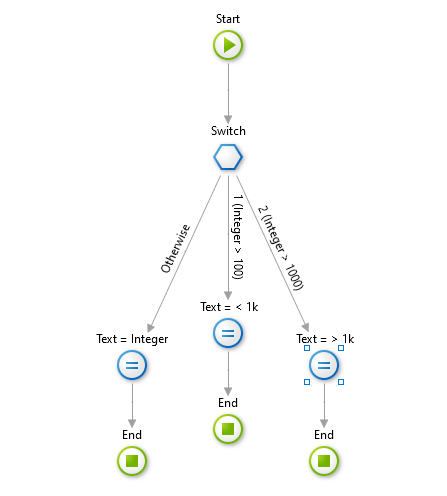 Start
Switch
Otherwise
1 (Integer > 100)
2 (Integer > 1000)
Text = Integer
Text = < 1k
Text = > 1k
End
End
End